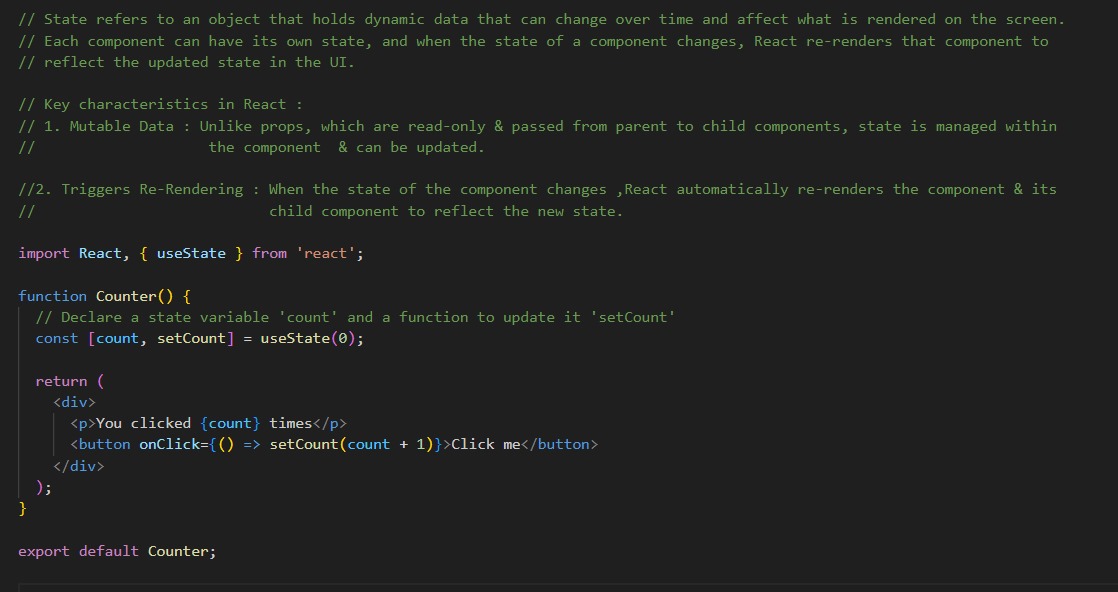 // State refers to an object that holds dynamic data that can change over time and affect what is rendered on the screen.
// Each component can have its own state, and when the state of a component changes, React re-renders that component to
// reflect the updated state in the UI.
// Key characteristics in React :
// 1. Mutable Data : Unlike props, which are read-only & passed from parent to child components, state is managed within
//                    the component  & can be updated.
//2. Triggers Re-Rendering : When the state of the component changes ,React automatically re-renders the component & its
//                           child component to reflect the new state.
import React, { useState } from 'react';
function Counter() {
  // Declare a state variable 'count' and a function to update it 'setCount'
  const [count, setCount] = useState(0);
  return (
    <div>
      <p>You clicked {count} times</p>
      <button onClick={() => setCount(count + 1)}>Click me</button>
    </div>
  );
}
export default Counter;